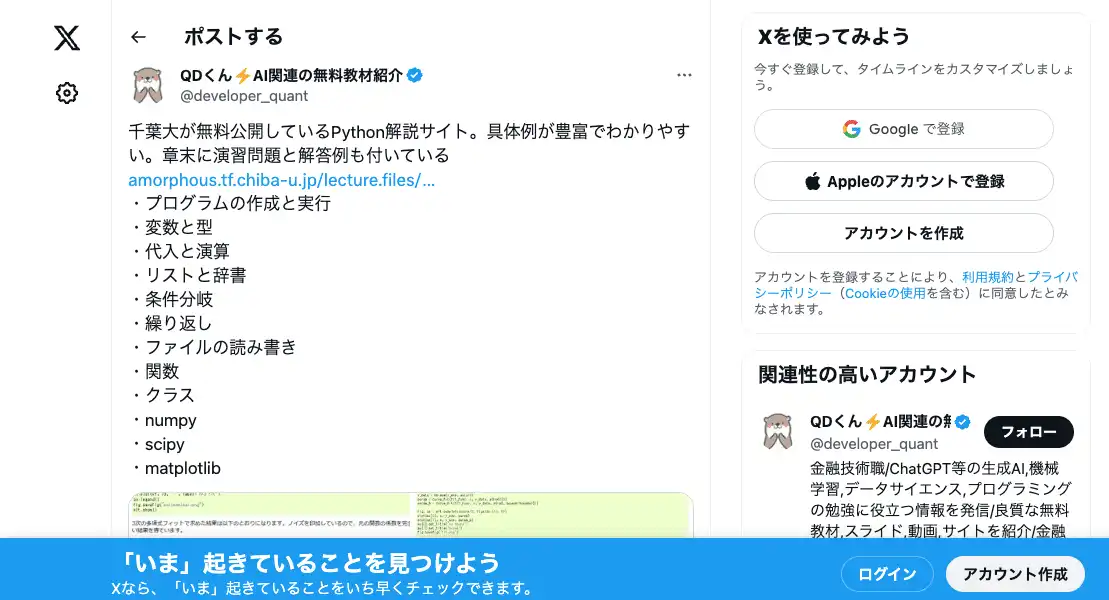 ポストする
QDくん⚡AI関連の無料教材紹介
@developer_quant
千葉大が無料公開しているPython解説サイト。具体例が豊富でわかりやす
い。章末に演習問題と解答例も付いている
amorphous.tf.chiba-u.jp/lecture.files/…
・プログラムの作成と実行
・変数と型
・代入と演算
・リストと辞書
・条件分岐
・繰り返し
・ファイルの読み書き
・関数
・クラス
・numpy
・scipy
・matplotlib
Xを使ってみよう
今すぐ登録して、タイムラインをカスタマイズしましょ
う。
Google で登録
Appleのアカウントで登録
アカウントを作成
アカウントを登録することにより、利用規約とプライバ
シーポリシー（Cookieの使用を含む）に同意したとみ
なされます。
関連性の高いアカウント
QDくん⚡AI関連の無
@developer_quant
フォロー
金融技術職/ChatGPT等の生成AI,機械
学習,データサイエンス,プログラミング
の勉強に役立つ情報を発信/良質な無料
教材,スライド,動画,サイトを紹介/金融
「いま」起きていることを見つけよう
Xなら、「いま」起きていることをいち早くチェックできます。
ログイン
アカウント作成